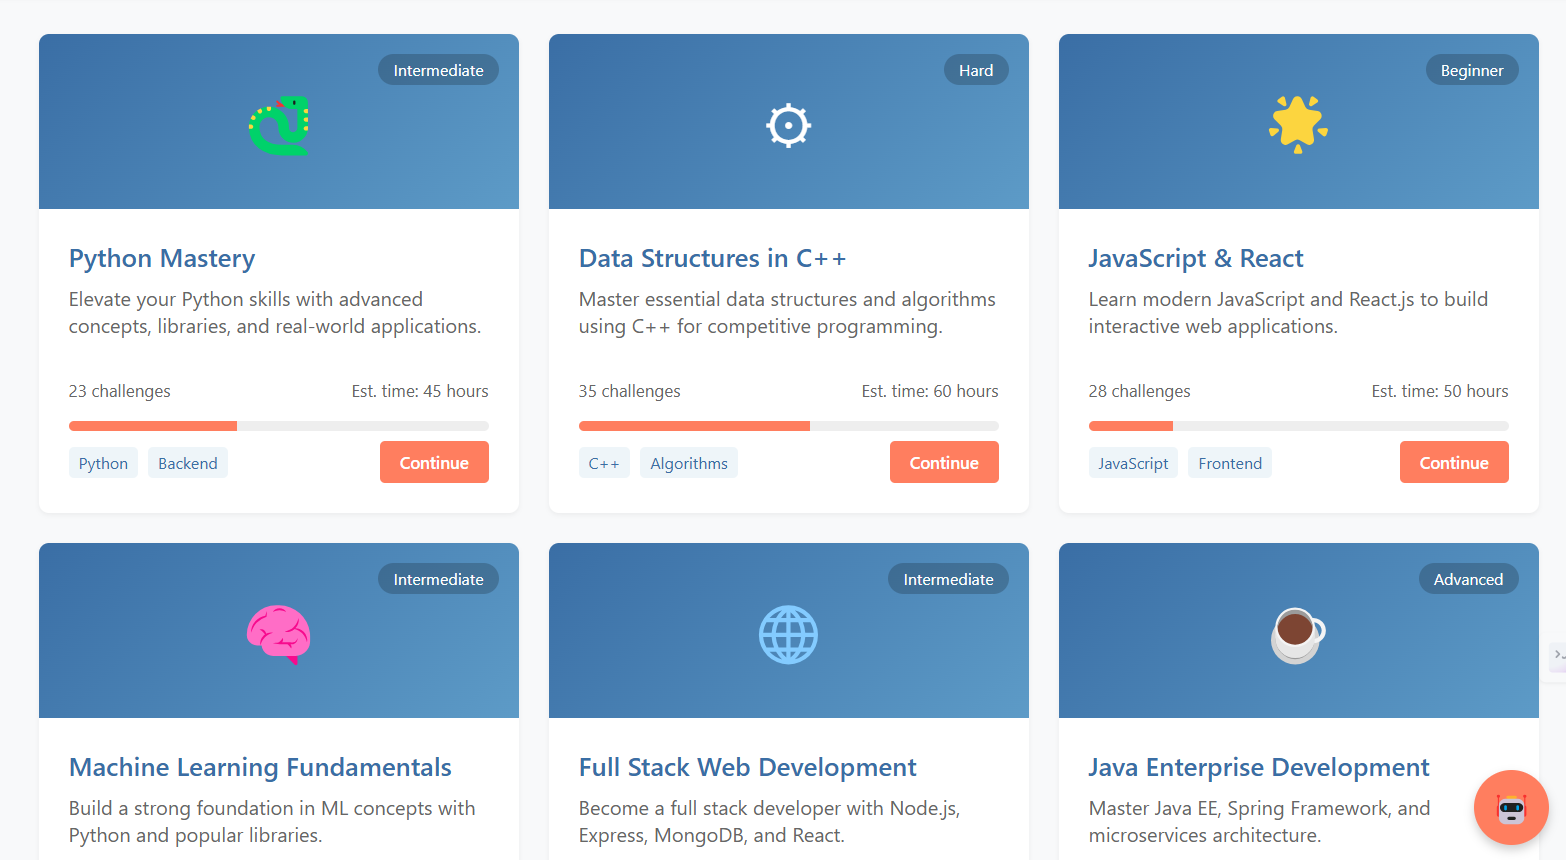 Intermediate
Python Mastery
Elevate your Python skills with advanced
concepts, libraries, and real-world applications.
23 challenges
Est. time: 45 hours
Python
Backend
Continue
Hard
Data Structures in C++
Master essential data structures and algorithms
using C++ for competitive programming.
35 challenges
Est. time: 60 hours
C++
Algorithms
Continue
Beginner
JavaScript & React
Learn modern JavaScript and React.js to build
interactive web applications.
28 challenges
Est. time: 50 hours
JavaScript
Frontend
Continue
Intermediate
Machine Learning Fundamentals
Build a strong foundation in ML concepts with
Python and popular libraries.
Intermediate
Full Stack Web Development
Become a full stack developer with Node.js,
Express, MongoDB, and React.
Advanced
Java Enterprise Development
Master Java EE, Spring Framework, and
microservices architecture.